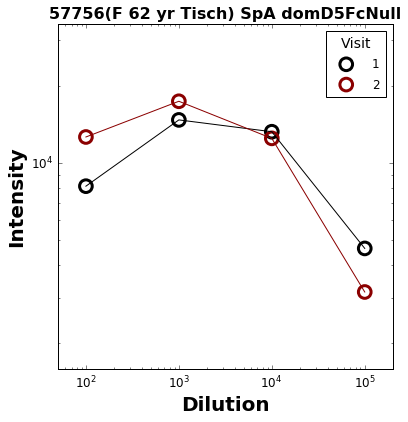 57756(F 62 yr Tisch) SpA domD5FcNull
Visit
1
2
Intensity
10^4
10^2 10^3 10^4 10^5
Dilution